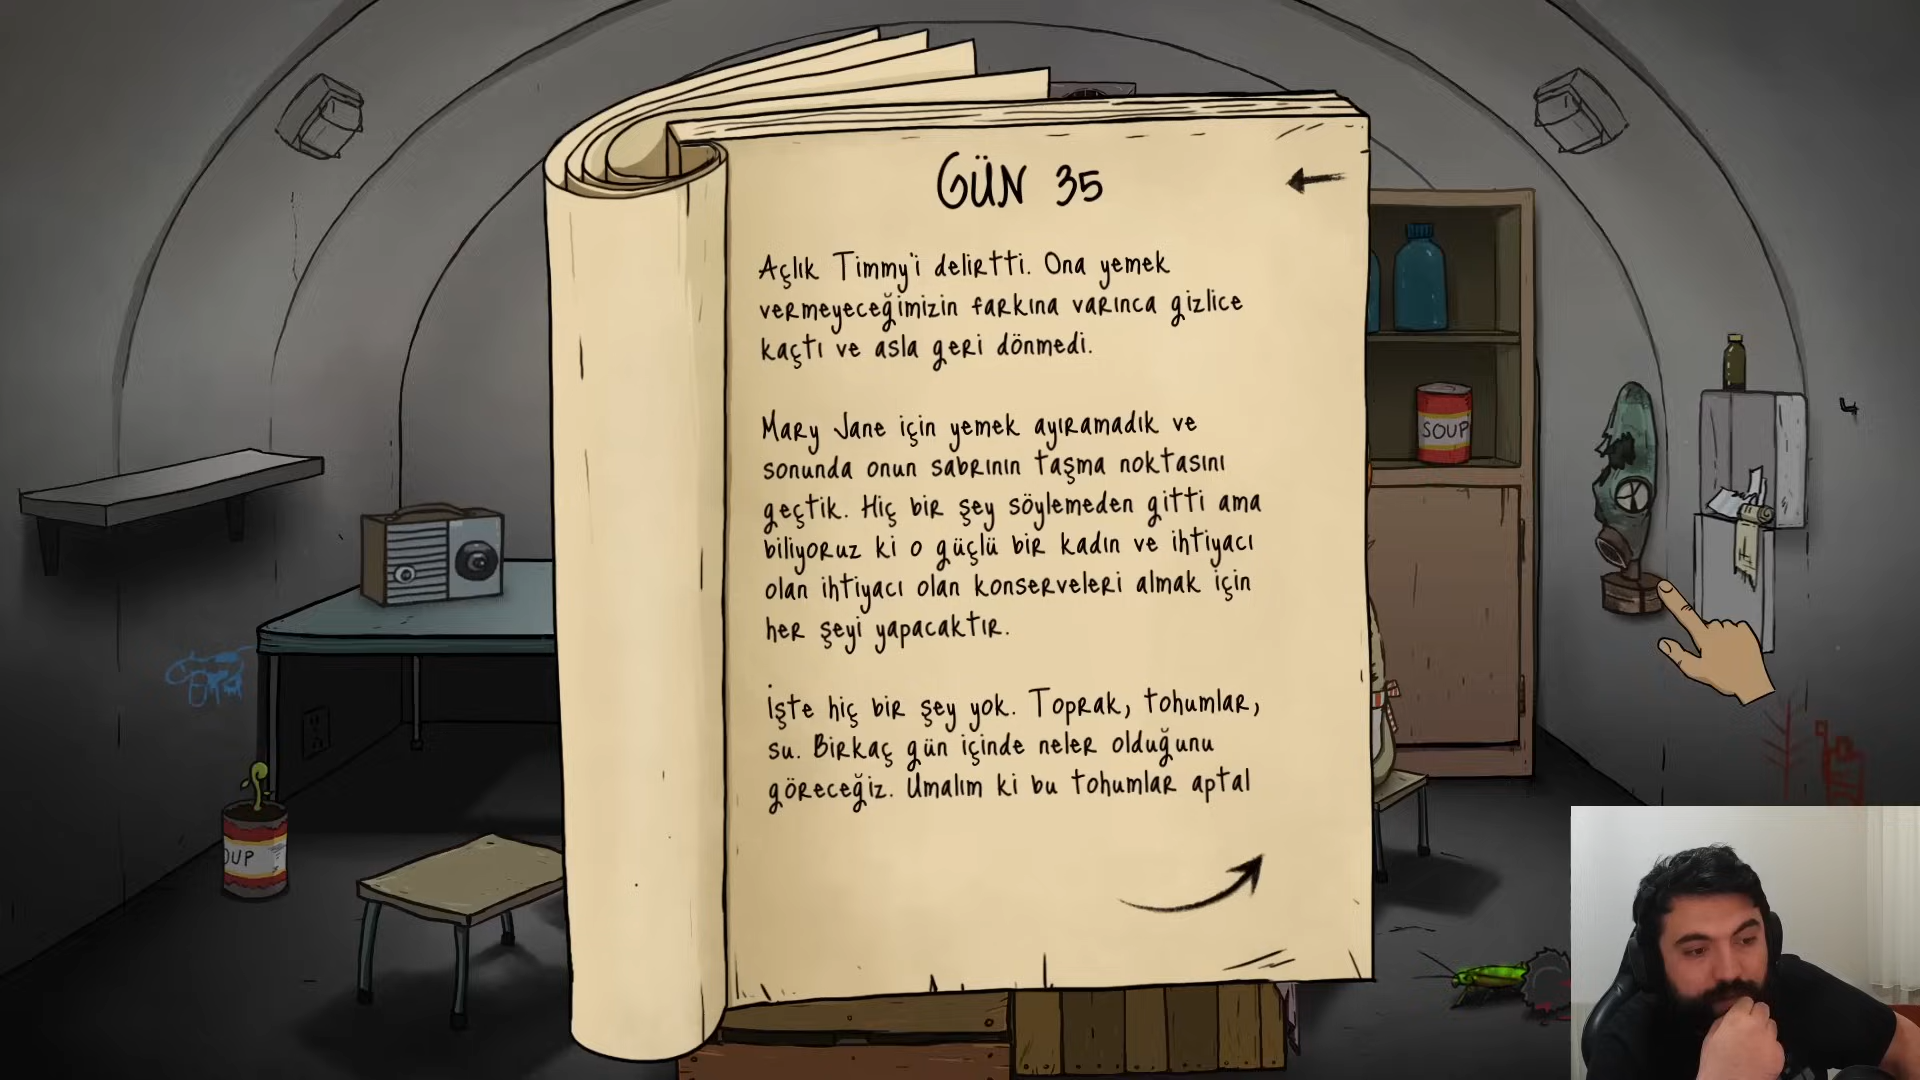 GÜN 35
Açlık Timmy'i delirtti. Ona yemek
vermeyeceğimizin farkına varınca gizlice
kaçtı ve asla geri dönmedi.
Mary Jane için yemek ayıramadık ve
sonunda onun sabrının taşma noktasını
geçtik. Hiç bir şey söylemeden gitti ama
biliyoruz ki o güçlü bir kadın ve ihtiyacı
olan ihtiyacı olan konserveleri almak için
her şeyi yapacaktır.
İşte hiç bir şey yok. Toprak, tohumlar,
su. Birkaç gün içinde neler olduğunu
göreceğiz. Umalım ki bu tohumlar aptal
SOUP
OUP